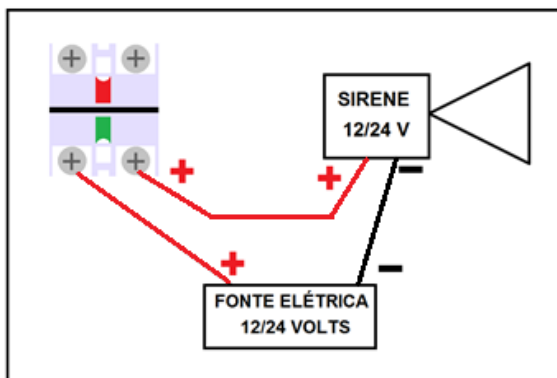 SIRENE
12/24 V
+
+
-
+
-
FONTE ELÉTRICA
12/24 VOLTS